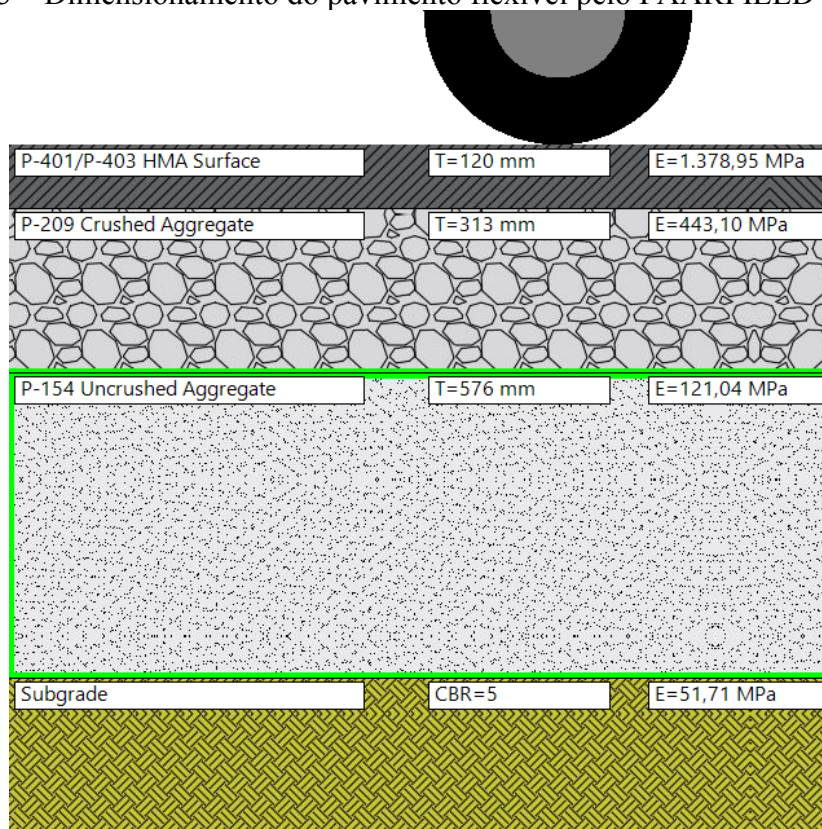 Dimensionamento do pavimento flexível pelo FAARFIELD
P-401/P-403 HMA Surface T=120 mm E=1.378,95 MPa
P-209 Crushed Aggregate T=313 mm E=443,10 MPa
P-154 Uncrushed Aggregate T=576 mm E=121,04 MPa
Subgrade CBR=5 E=51,71 MPa